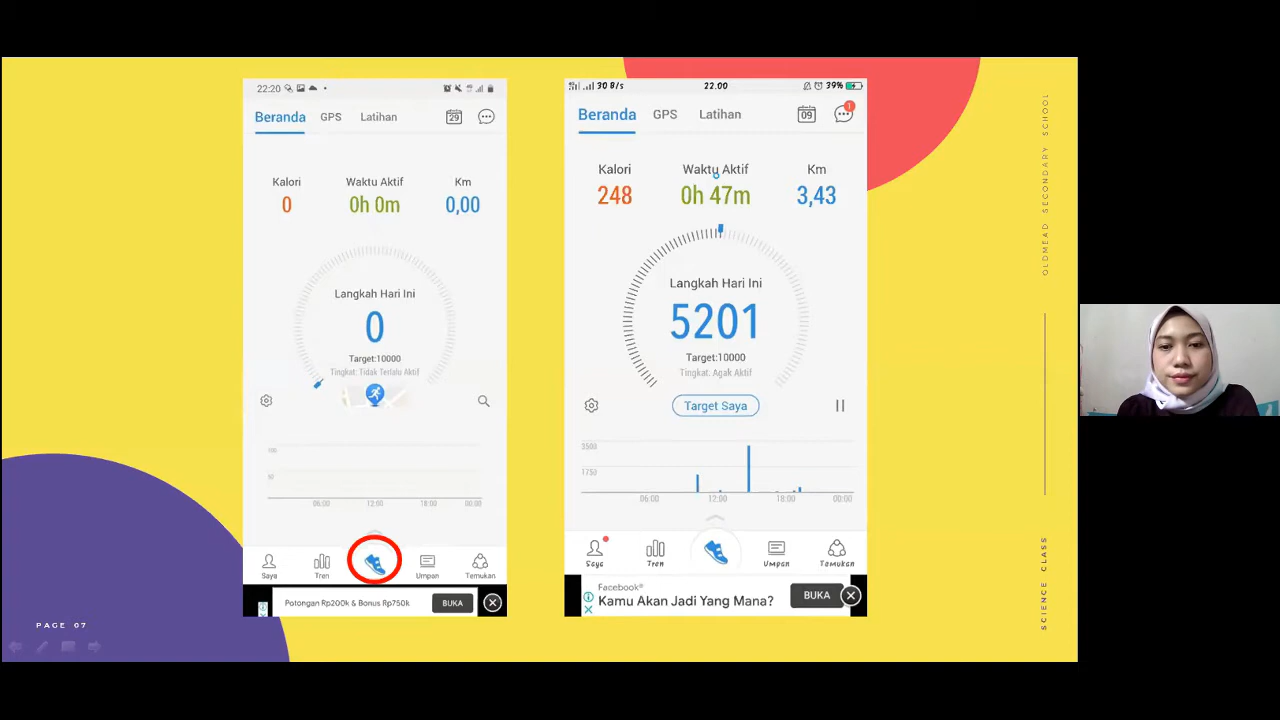 22:20
Beranda GPS Latihan 29
Kalori Waktu Aktif Km
0 0h 0m 0,00
Langkah Hari Ini
0
Target:10000
Tingkat. Tidak Terlalu Aktif
06:00 12:00 18:00 00:00
Saya Tren Umpan Temukan
Potongan Rp200k & Bonus Rp750k BUKA
30 B/s 22.00 39%
Beranda GPS Latihan 09 1
Kalori Waktu Aktif Km
248 0h 47m 3,43
Langkah Hari Ini
5201
Target:10000
Tingkat. Agak Aktif
Target Saya
3500
1750
06:00 12:00 18:00 00:00
Saya Tren Umpan Temukan
Facebook®
Kamu Akan Jadi Yang Mana? BUKA
OLDMEAD SECONDARY SCHOOL
SCIENCE CLASS
PAGE 07